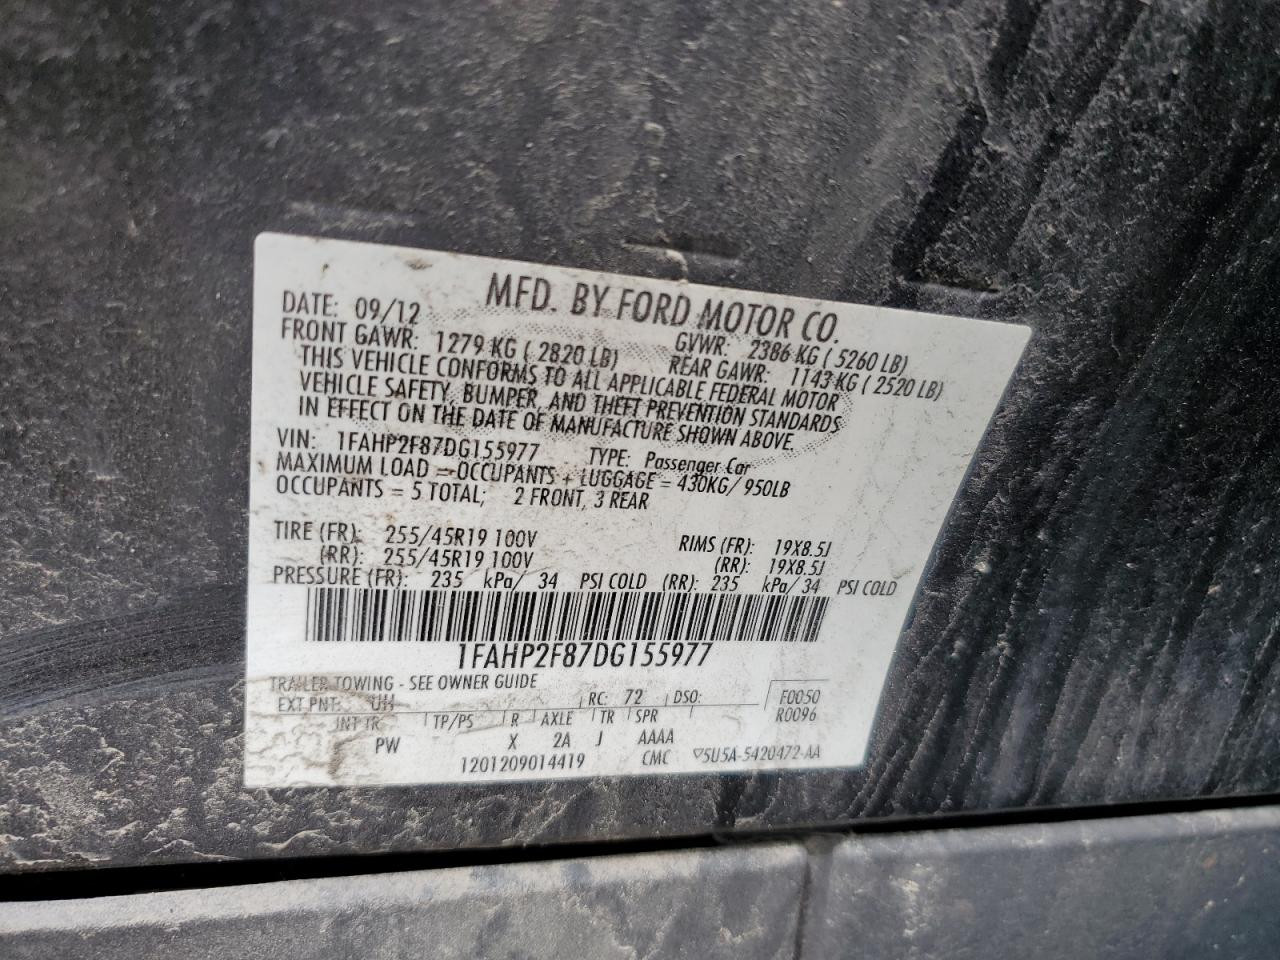 MFD. BY FORD MOTOR CO.
DATE: 09/12 GVWR: 2386 KG ( 5260 LB)
FRONT GAWR: 1279 KG ( 2820 LB) REAR GAWR: 1143 KG ( 2520 LB)
THIS VEHICLE CONFORMS TO ALL APPLICABLE FEDERAL MOTOR
VEHICLE SAFETY, BUMPER, AND THEFT PREVENTION STANDARDS
IN EFFECT ON THE DATE OF MANUFACTURE SHOWN ABOVE.
VIN: 1FAHP2F87DG155977 TYPE: Passenger Car
MAXIMUM LOAD = OCCUPANTS + LUGGAGE = 430KG/ 950LB
OCCUPANTS = 5 TOTAL; 2 FRONT, 3 REAR
TIRE (FR): 255/45R19 100V RIMS (FR): 19X8.5J
(RR): 255/45R19 100V (RR): 19X8.5J
PRESSURE (FR): 235 kPa/ 34 PSI COLD (RR): 235 kPa/ 34 PSI COLD
1FAHP2F87DG155977
TRAILER TOWING - SEE OWNER GUIDE
EXT PNT: UH RC: 72 DSO: F0050
INT TR TP/PS R AXLE TR SPR R0096
PW X 2A J AAAA
1201209014419 CMC ▽5U5A-5420472-AA